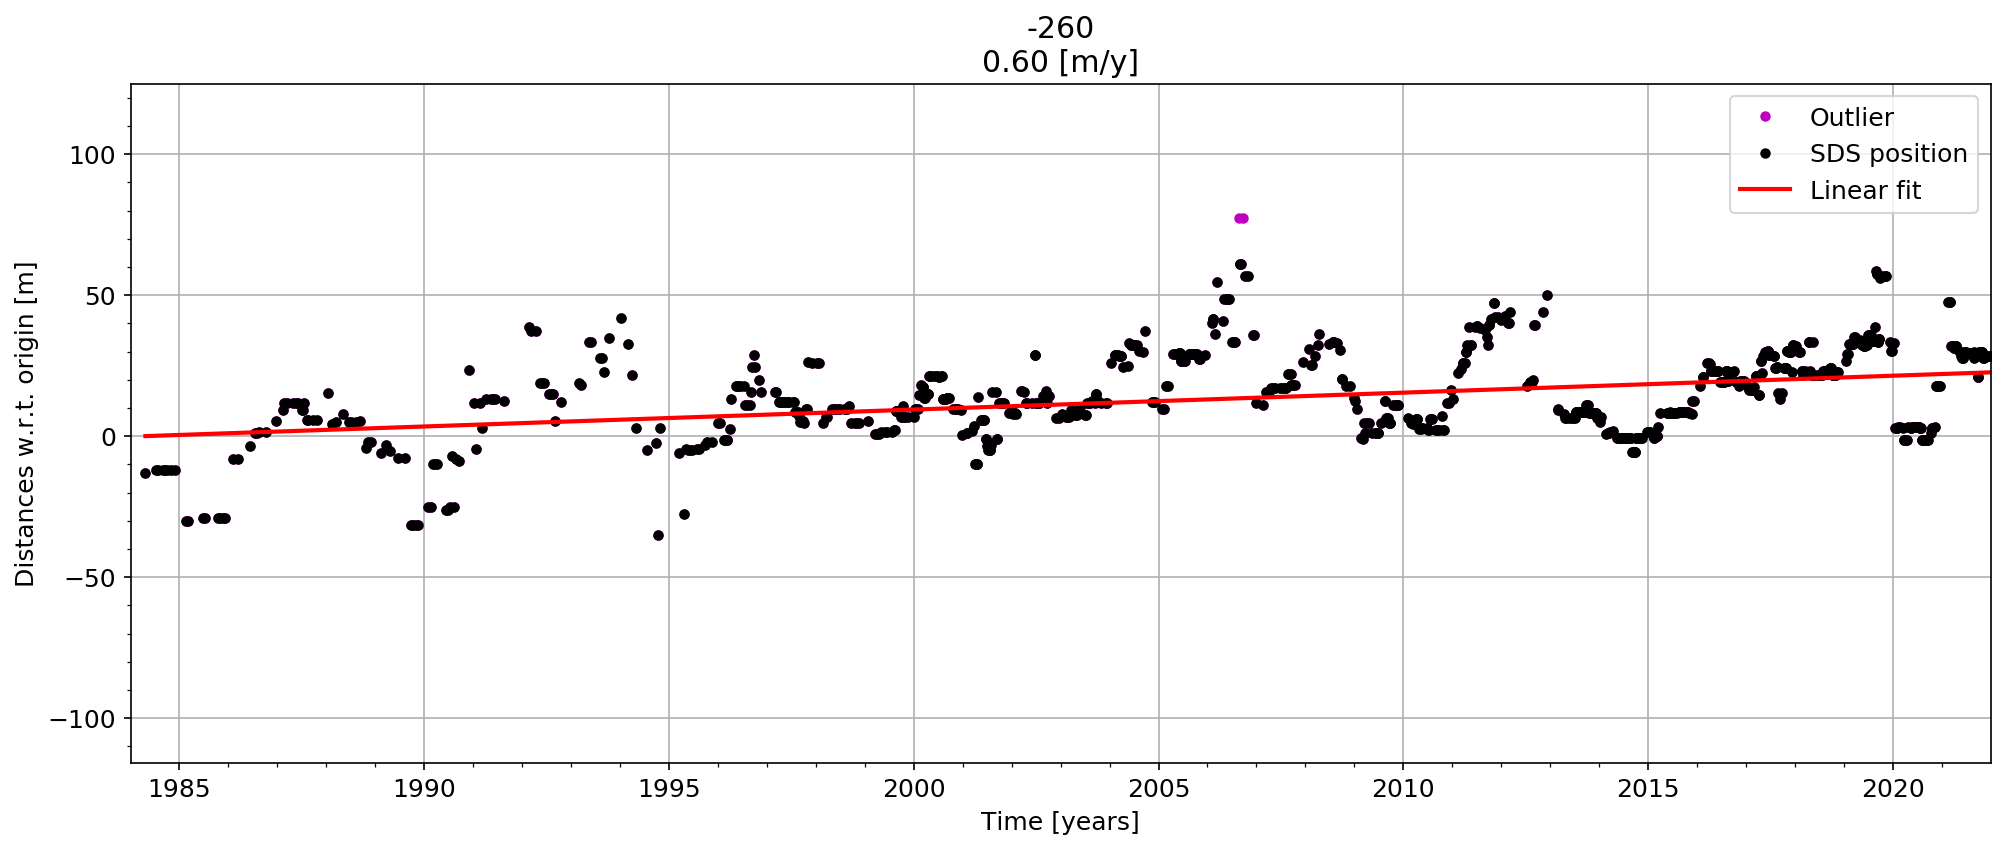 -260
0.60 [m/y]
Outlier
SDS position
Linear fit
Distances w.r.t. origin [m]
100
50
0
−50
−100
1985 1990 1995 2000 2005 2010 2015 2020
Time [years]